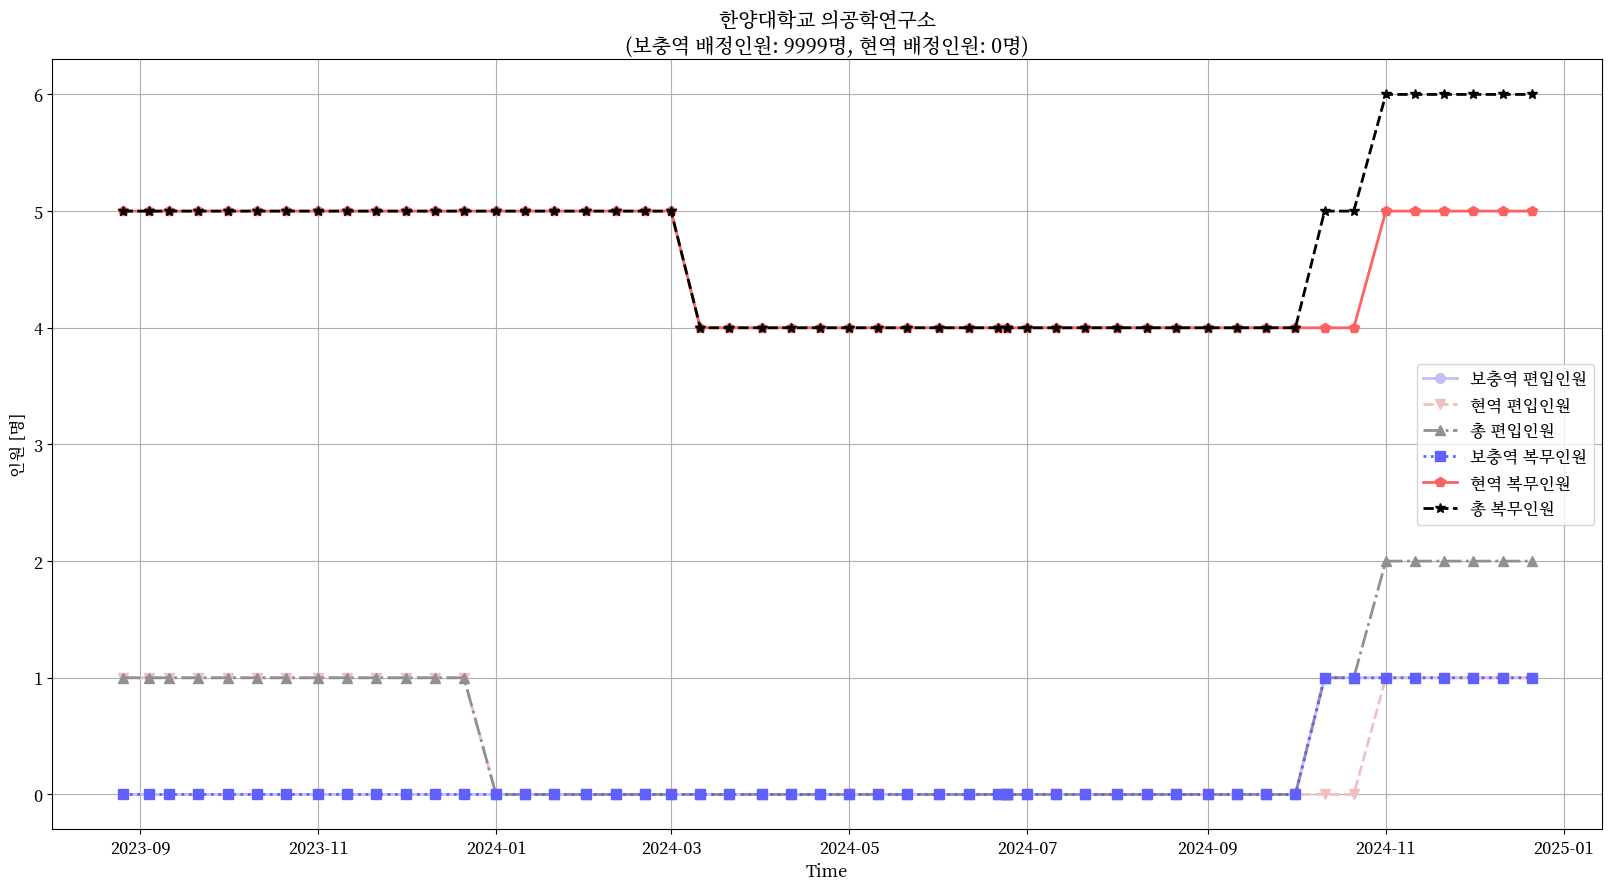 한양대학교 의공학연구소
(보충역 배정인원: 9999명, 현역 배정인원: 0명)
6
5
4
3
2
1
0
인원 [명]
보충역 편입인원
현역 편입인원
총 편입인원
보충역 복무인원
현역 복무인원
총 복무인원
2023-09
2023-11
2024-01
2024-03
2024-05
2024-07
2024-09
2024-11
2025-01
Time